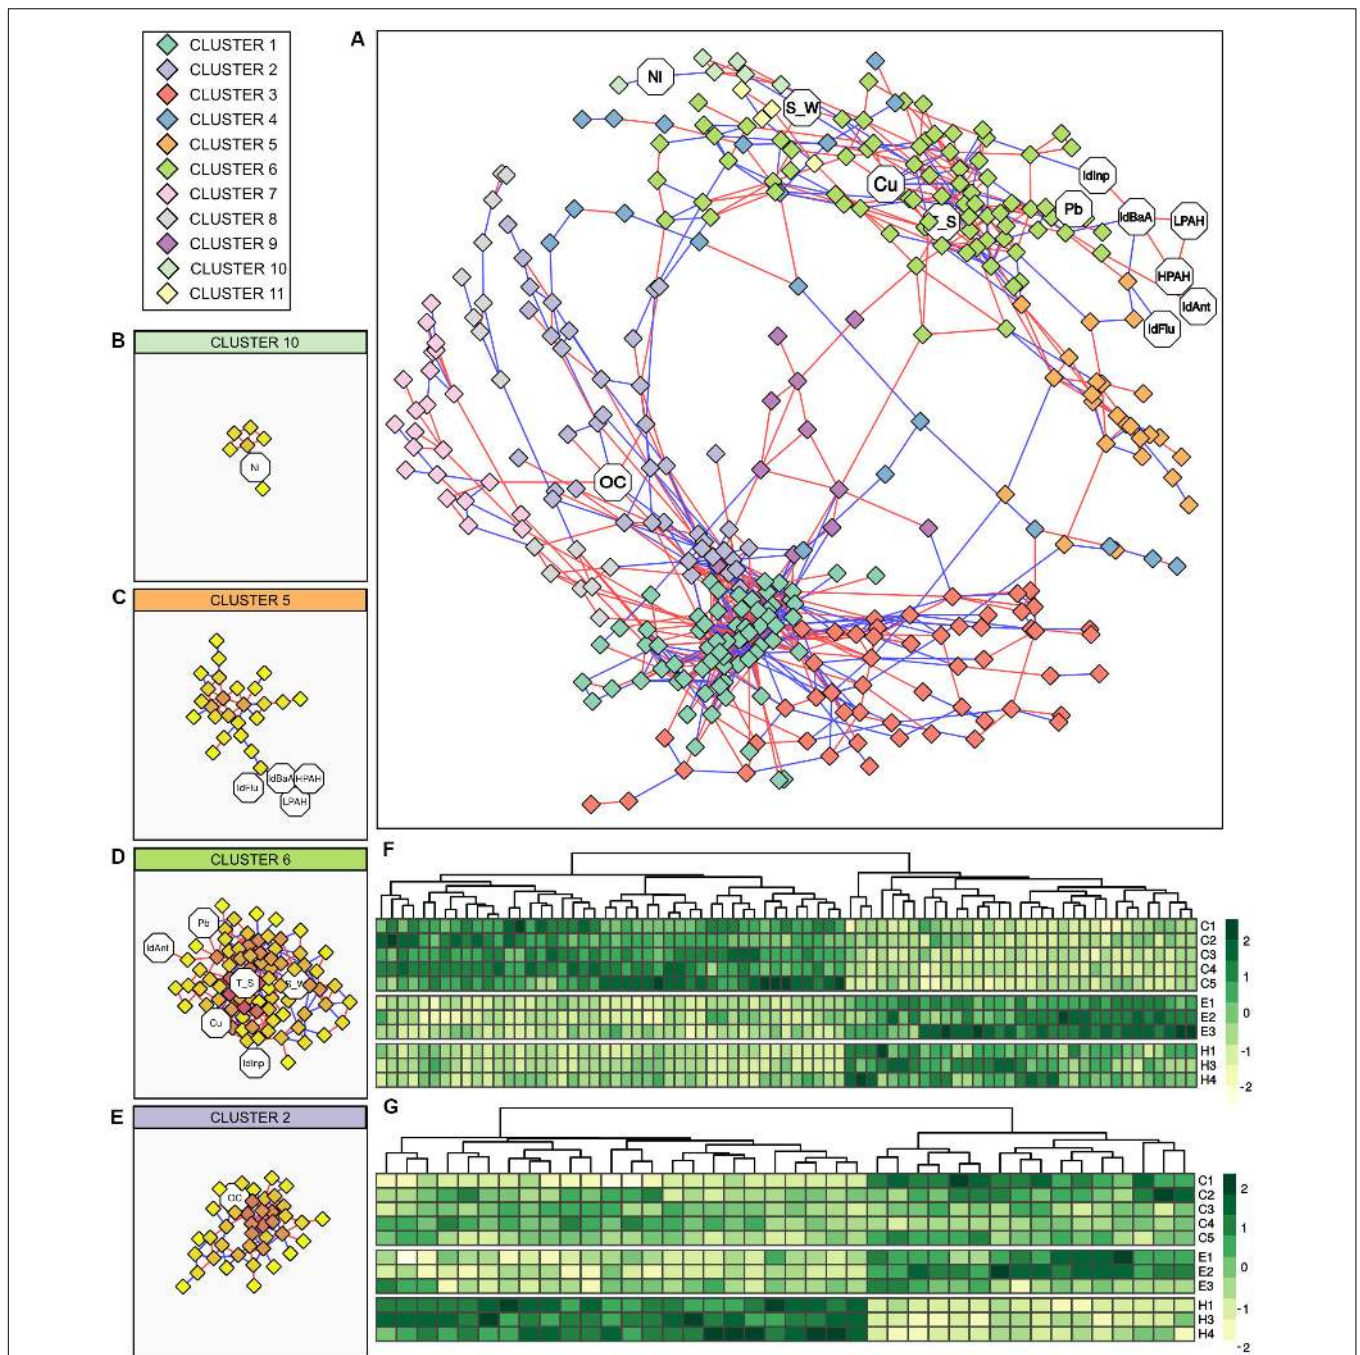 A
CLUSTER 1
CLUSTER 2
CLUSTER 3
CLUSTER 4
CLUSTER 5
CLUSTER 6
CLUSTER 7
CLUSTER 8
CLUSTER 9
CLUSTER 10
CLUSTER 11
NI
S_W
Cu
T_S
Pb
IdInp
IdBaA
LPAH
HPAH
IdAnt
IdFlu
OC
B
CLUSTER 10
NI
C
CLUSTER 5
IdFlu
IdBaA
HPAH
LPAH
D
CLUSTER 6
Pb
IdAnt
T_S
S_W
Cu
IdInp
E
CLUSTER 2
OC
F
C1
C2
C3
C4
C5
E1
E2
E3
H1
H3
H4
2
1
0
-1
-2
G
C1
C2
C3
C4
C5
E1
E2
E3
H1
H3
H4
2
1
0
-1
-2